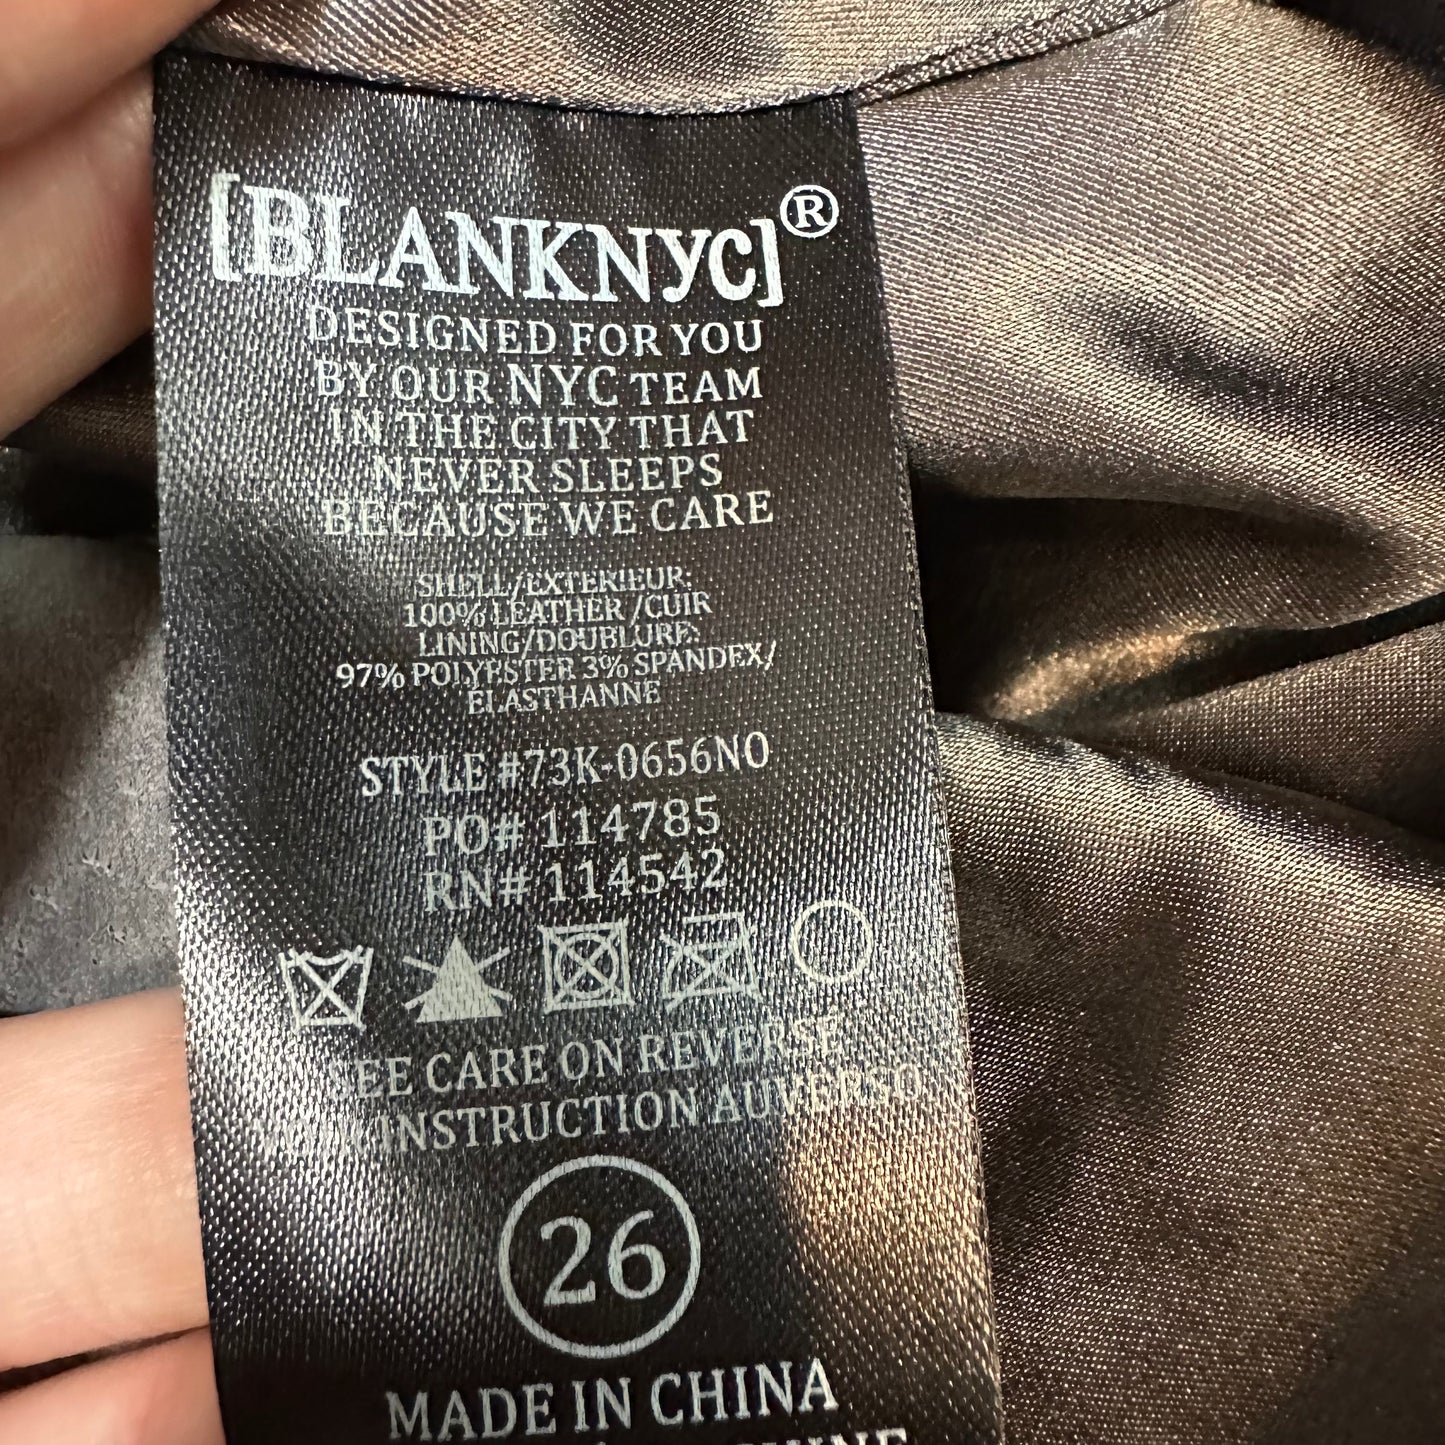 [BLANKNYC]®
DESIGNED FOR YOU
BY OUR NYC TEAM
IN THE CITY THAT
NEVER SLEEPS
BECAUSE WE CARE
SHELL/EXTERIEUR:
100% LEATHER /CUIR
LINING/DOUBLURE:
97% POLYESTER 3% SPANDEX/
ELASTHANNE
STYLE #73K-0656NO
PO# 114785
RN# 114542
SEE CARE ON REVERSE
INSTRUCTION AUVERSO
26
MADE IN CHINA